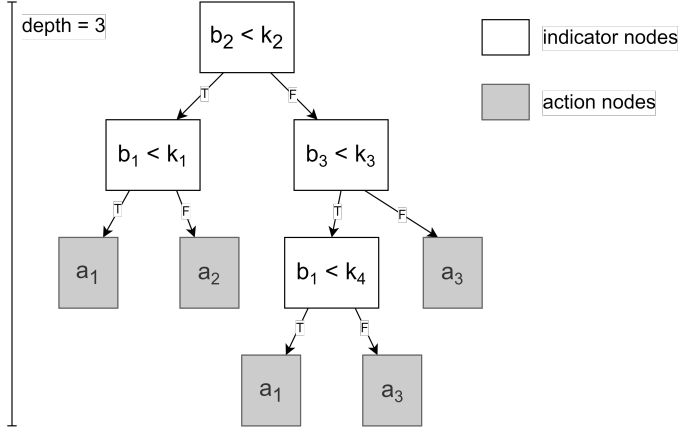 depth = 3
b₂ < k₂
indicator nodes
action nodes
T
F
b₁ < k₁
b₃ < k₃
T
F
T
F
a₁
a₂
b₁ < k₄
a₃
T
F
a₁
a₃